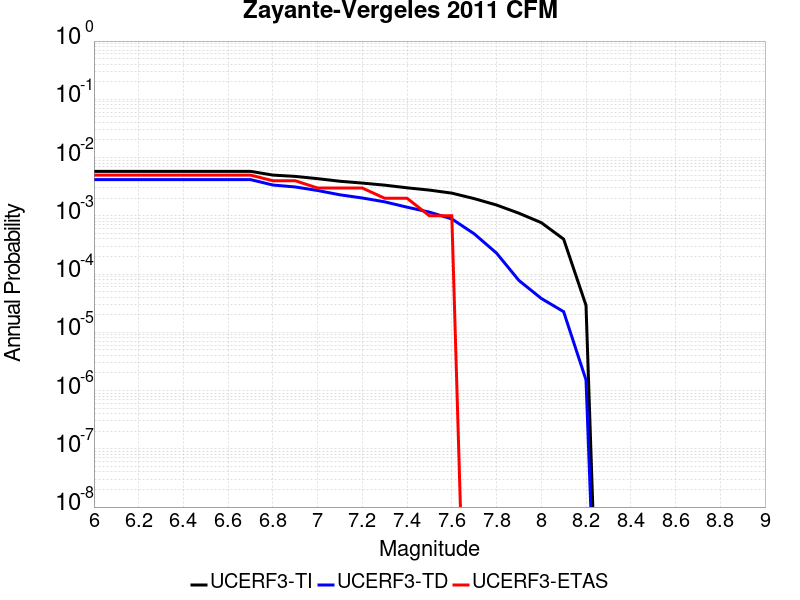 Zayante-Vergeles 2011 CFM
10^0
10^-1
10^-2
10^-3
10^-4
10^-5
10^-6
10^-7
10^-8
Annual Probability
6 6.2 6.4 6.6 6.8 7 7.2 7.4 7.6 7.8 8 8.2 8.4 8.6 8.8 9
Magnitude
UCERF3-TI UCERF3-TD UCERF3-ETAS